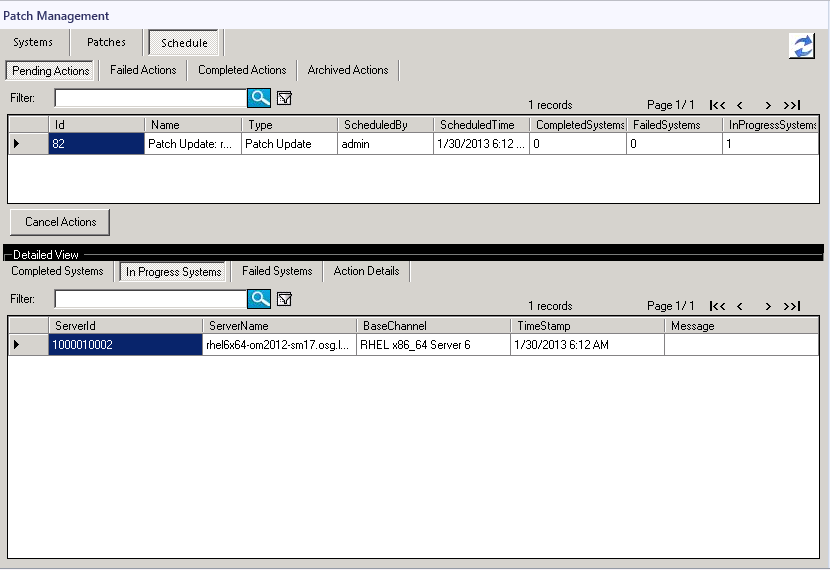 Patch Management
Systems Patches Schedule
Pending Actions Failed Actions Completed Actions Archived Actions
Filter: 1 records Page 1/ 1 |<< < > >>|
Id Name Type ScheduledBy ScheduledTime CompletedSystems FailedSystems InProgressSystems
82 Patch Update: r... Patch Update admin 1/30/2013 6:12 ... 0 0 1
Cancel Actions
Detailed View
Completed Systems In Progress Systems Failed Systems Action Details
Filter: 1 records Page 1/ 1 |<< < > >>|
ServerId ServerName BaseChannel TimeStamp Message
1000010002 rhel6x64-om2012-sm17.osg.l... RHEL x86_64 Server 6 1/30/2013 6:12 AM